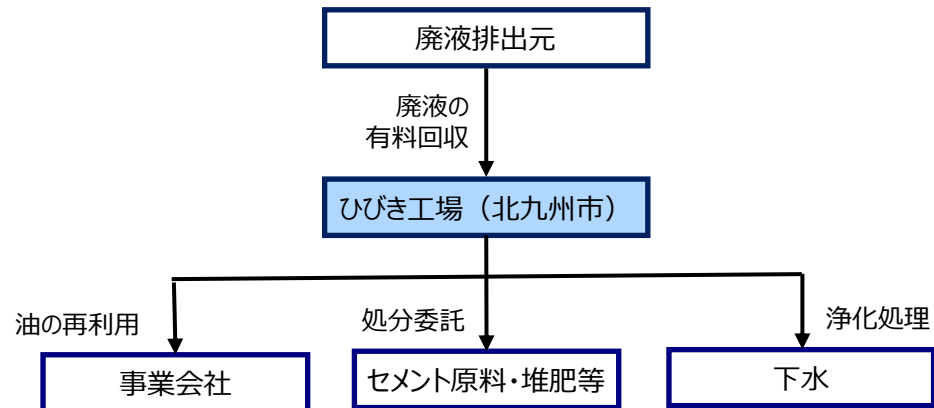 廃液排出元
廃液の
有料回収
ひびき工場（北九州市）
油の再利用
処分委託
浄化処理
事業会社
セメント原料・堆肥等
下水